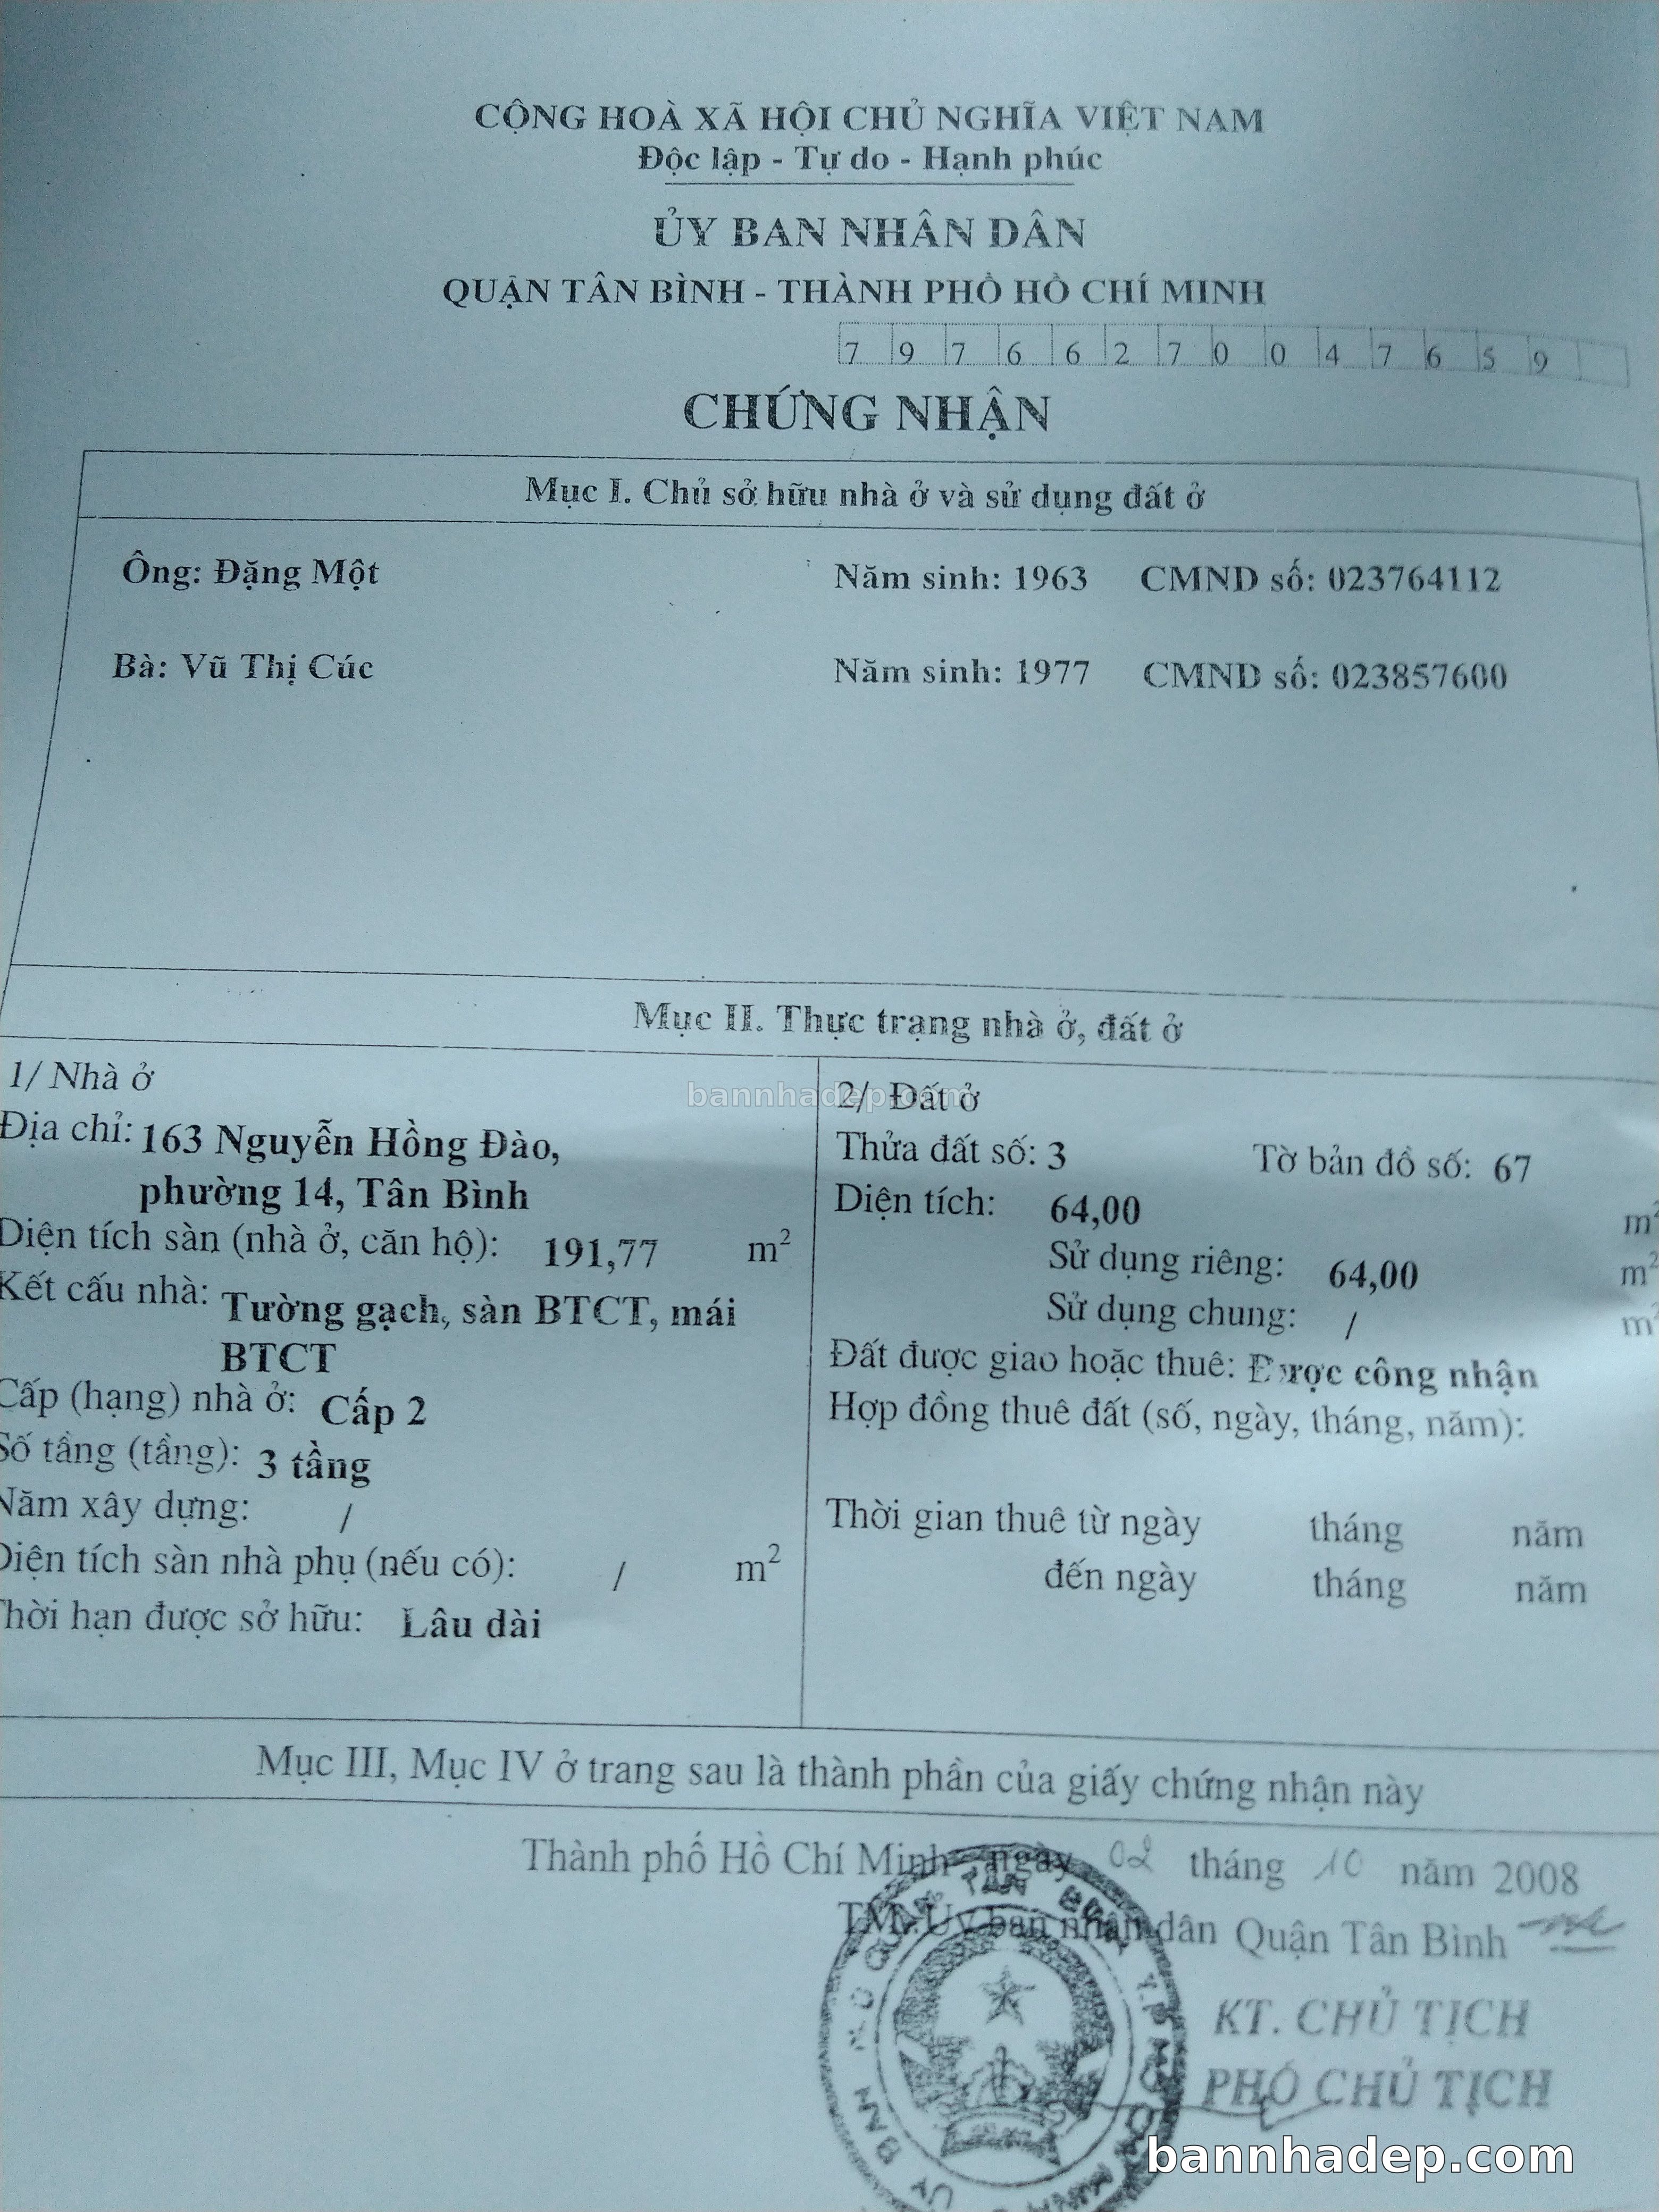 CỘNG HOÀ XÃ HỘI CHỦ NGHĨA VIỆT NAM
Độc lập - Tự do - Hạnh phúc
ỦY BAN NHÂN DÂN
QUẬN TÂN BÌNH - THÀNH PHỐ HỒ CHÍ MINH
7 9 7 6 6 2 7 0 0 4 7 6 5 9
CHỨNG NHẬN
Mục I. Chủ sở hữu nhà ở và sử dụng đất ở
Ông: Đặng Một Năm sinh: 1963 CMND số: 023764112
Bà: Vũ Thị Cúc Năm sinh: 1977 CMND số: 023857600
Mục II. Thực trạng nhà ở, đất ở
1/ Nhà ở
Địa chỉ: 163 Nguyễn Hồng Đào,
phường 14, Tân Bình
Diện tích sàn (nhà ở, căn hộ): 191,77 m²
Kết cấu nhà: Tường gạch, sàn BTCT, mái
BTCT
Cấp (hạng) nhà ở: Cấp 2
Số tầng (tầng): 3 tầng
Năm xây dựng: /
Diện tích sàn nhà phụ (nếu có): / m²
Thời hạn được sở hữu: Lâu dài
bannhadep.com
2/ Đất ở
Thửa đất số: 3 Tờ bản đồ số: 67
Diện tích: 64,00 m²
Sử dụng riêng: 64,00 m²
Sử dụng chung: / m²
Đất được giao hoặc thuê: Được công nhận
Hợp đồng thuê đất (số, ngày, tháng, năm):
Thời gian thuê từ ngày tháng năm
đến ngày tháng năm
Mục III, Mục IV ở trang sau là thành phần của giấy chứng nhận này
Thành phố Hồ Chí Minh ngày 02 tháng 10 năm 2008
TM. Ủy ban nhân dân Quận Tân Bình
KT. CHỦ TỊCH
PHÓ CHỦ TỊCH
bannhadep.com